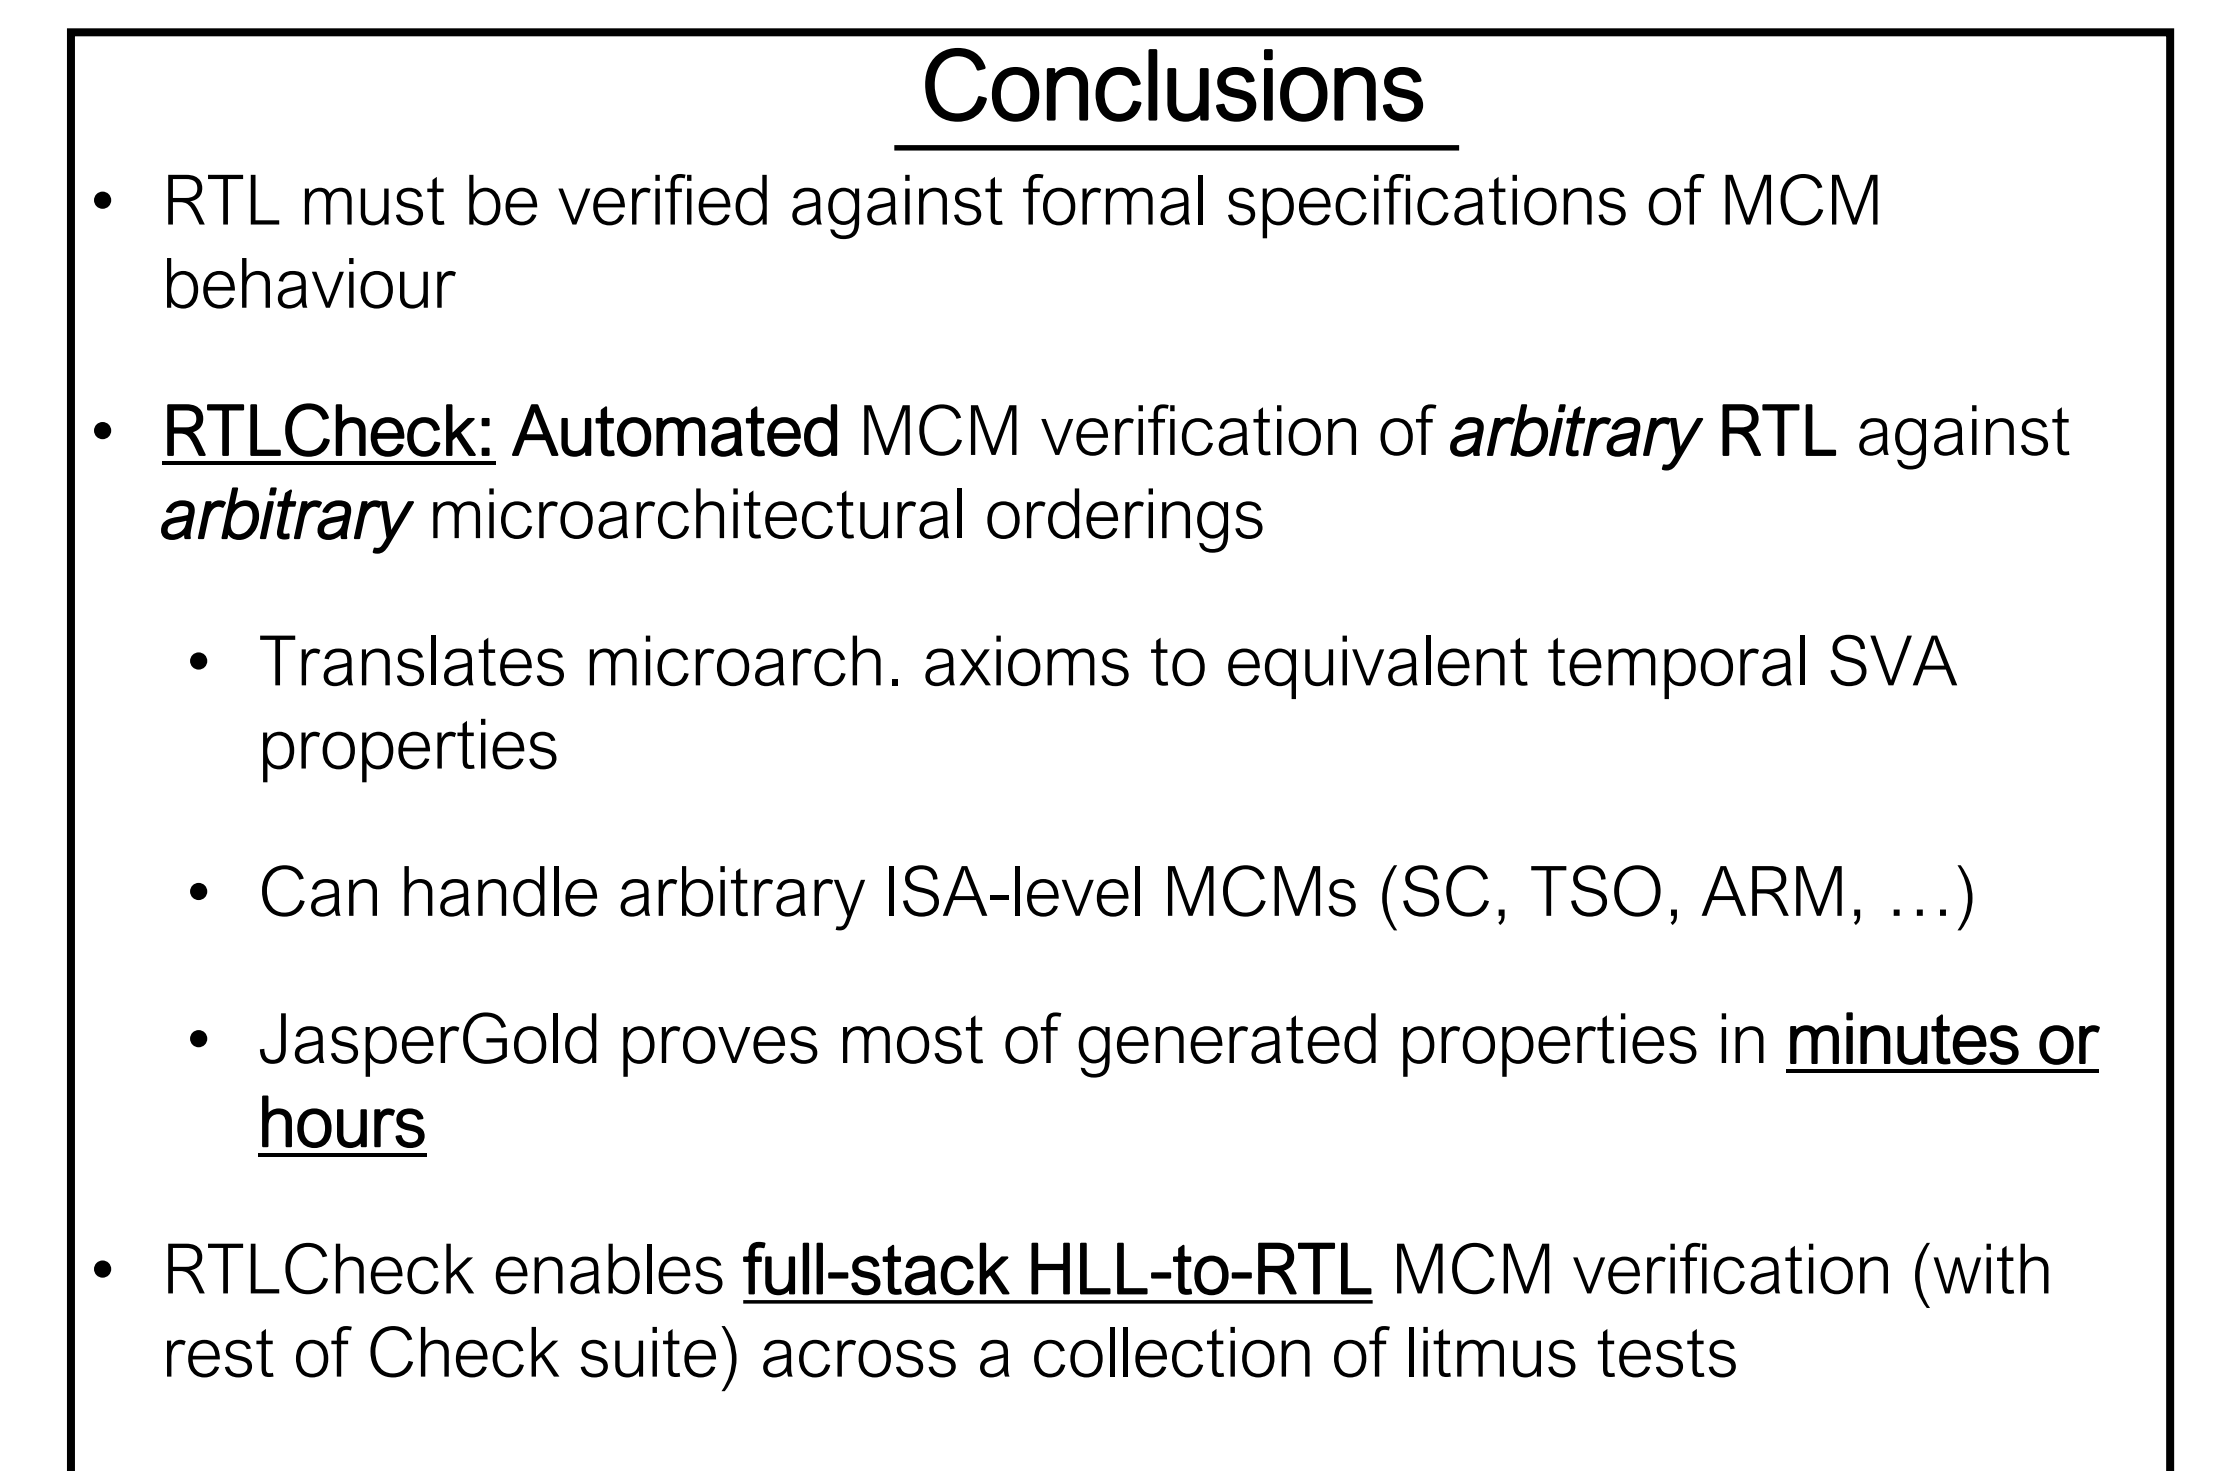 Conclusions
• RTL must be verified against formal specifications of MCM
behaviour
• RTLCheck: Automated MCM verification of arbitrary RTL against
arbitrary microarchitectural orderings
• Translates microarch. axioms to equivalent temporal SVA
properties
• Can handle arbitrary ISA-level MCMs (SC, TSO, ARM, …)
• JasperGold proves most of generated properties in minutes or
hours
• RTLCheck enables full-stack HLL-to-RTL MCM verification (with
rest of Check suite) across a collection of litmus tests